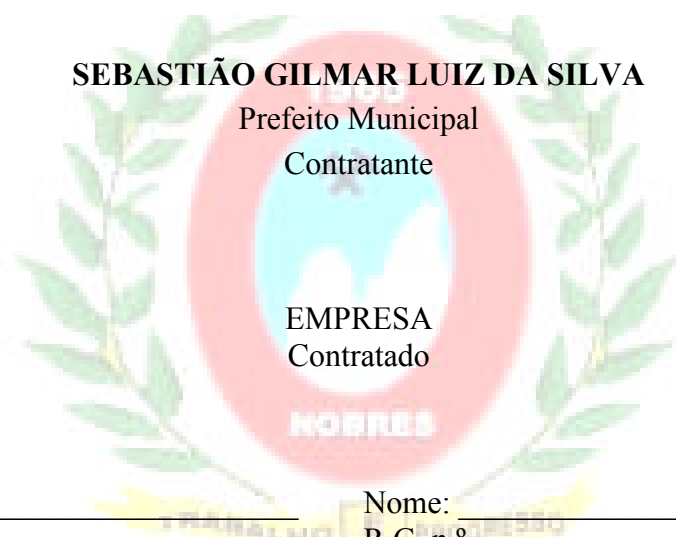 SEBASTIÃO GILMAR LUIZ DA SILVA
Prefeito Municipal
Contratante
EMPRESA
Contratado
NOBRES
Nome: